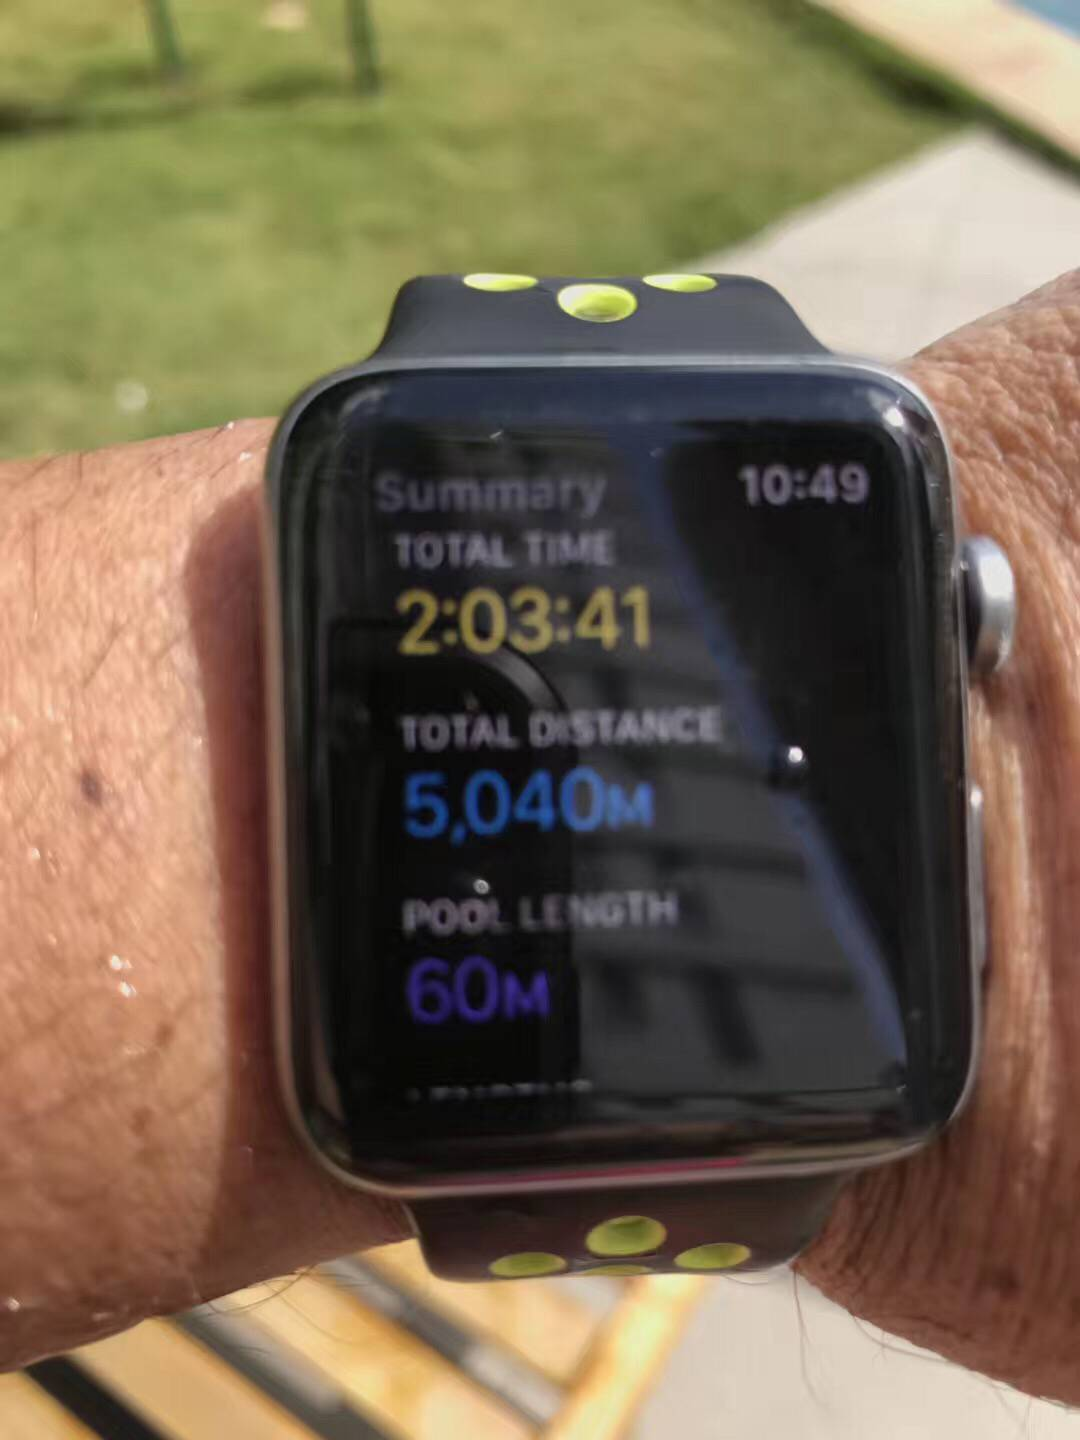 Summary
10:49
TOTAL TIME
2:03:41
TOTAL DISTANCE
5,040M
POOL LENGTH
60M